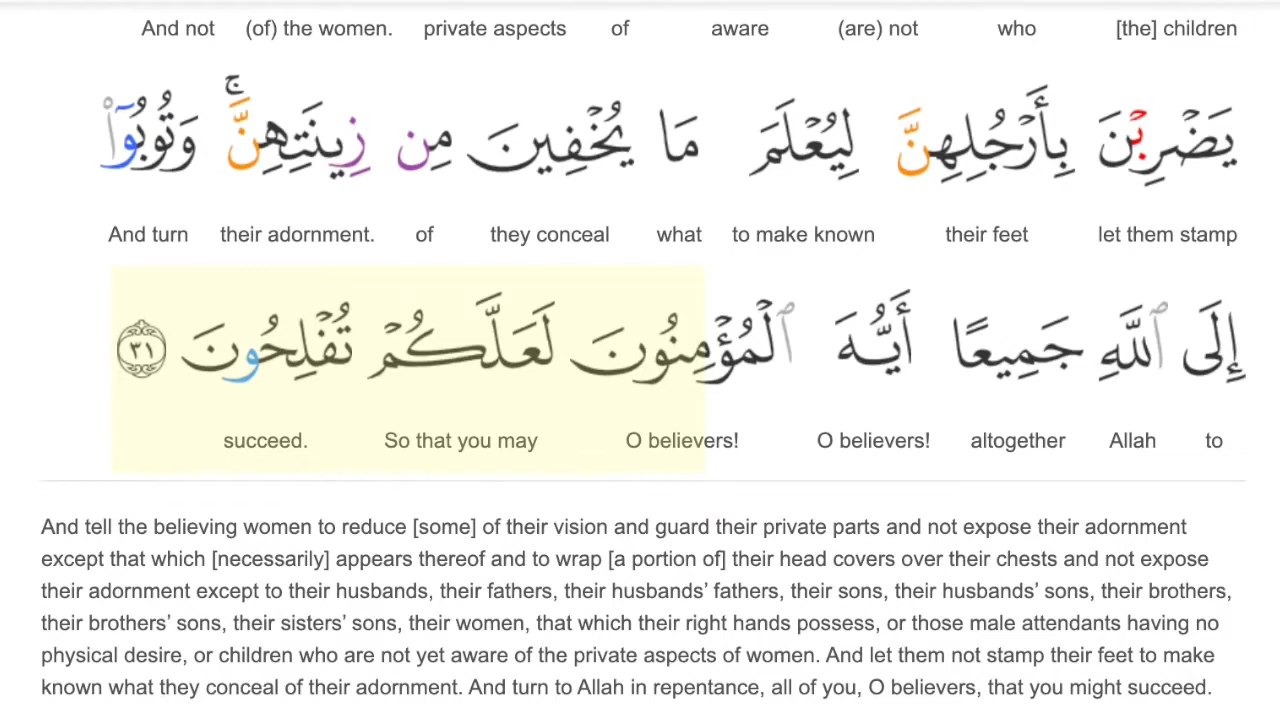 And not (of) the women. private aspects of aware (are) not who [the] children
يَضْرِبْنَ بِأَرْجُلِهِنَّ لِيُعْلَمَ مَا يُخْفِينَ مِن زِينَتِهِنَّ ۚ وَتُوبُوٓا۟
And turn their adornment. of they conceal what to make known their feet let them stamp
إِلَى ٱللَّهِ جَمِيعًا أَيُّهَ ٱلْمُؤْمِنُونَ لَعَلَّكُمْ تُفْلِحُونَ ٣١
succeed. So that you may O believers! O believers! altogether Allah to
And tell the believing women to reduce [some] of their vision and guard their private parts and not expose their adornment
except that which [necessarily] appears thereof and to wrap [a portion of] their head covers over their chests and not expose
their adornment except to their husbands, their fathers, their husbands’ fathers, their sons, their husbands’ sons, their brothers,
their brothers’ sons, their sisters’ sons, their women, that which their right hands possess, or those male attendants having no
physical desire, or children who are not yet aware of the private aspects of women. And let them not stamp their feet to make
known what they conceal of their adornment. And turn to Allah in repentance, all of you, O believers, that you might succeed.